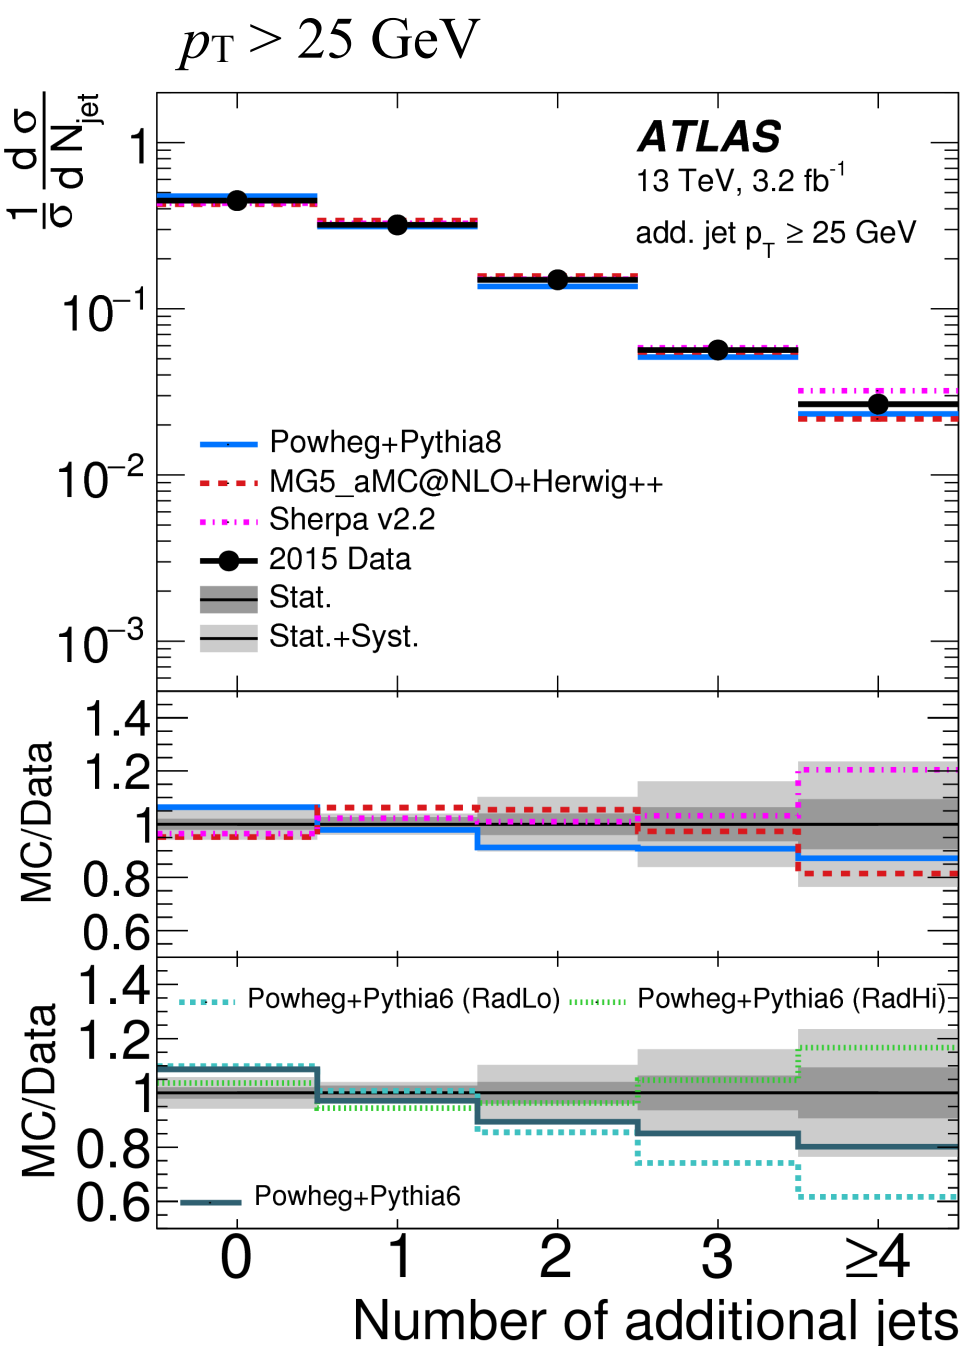 pT > 25 GeV
1/σ d σ/d Njet
ATLAS
13 TeV, 3.2 fb-1
add. jet pT ≥ 25 GeV
1
10−1
10−2
10−3
Powheg+Pythia8
MG5_aMC@NLO+Herwig++
Sherpa v2.2
2015 Data
Stat.
Stat.+Syst.
MC/Data
1.4
1.2
1
0.8
0.6
MC/Data
1.4
1.2
1
0.8
0.6
Powheg+Pythia6 (RadLo)
Powheg+Pythia6 (RadHi)
Powheg+Pythia6
0 1 2 3 ≥4
Number of additional jets